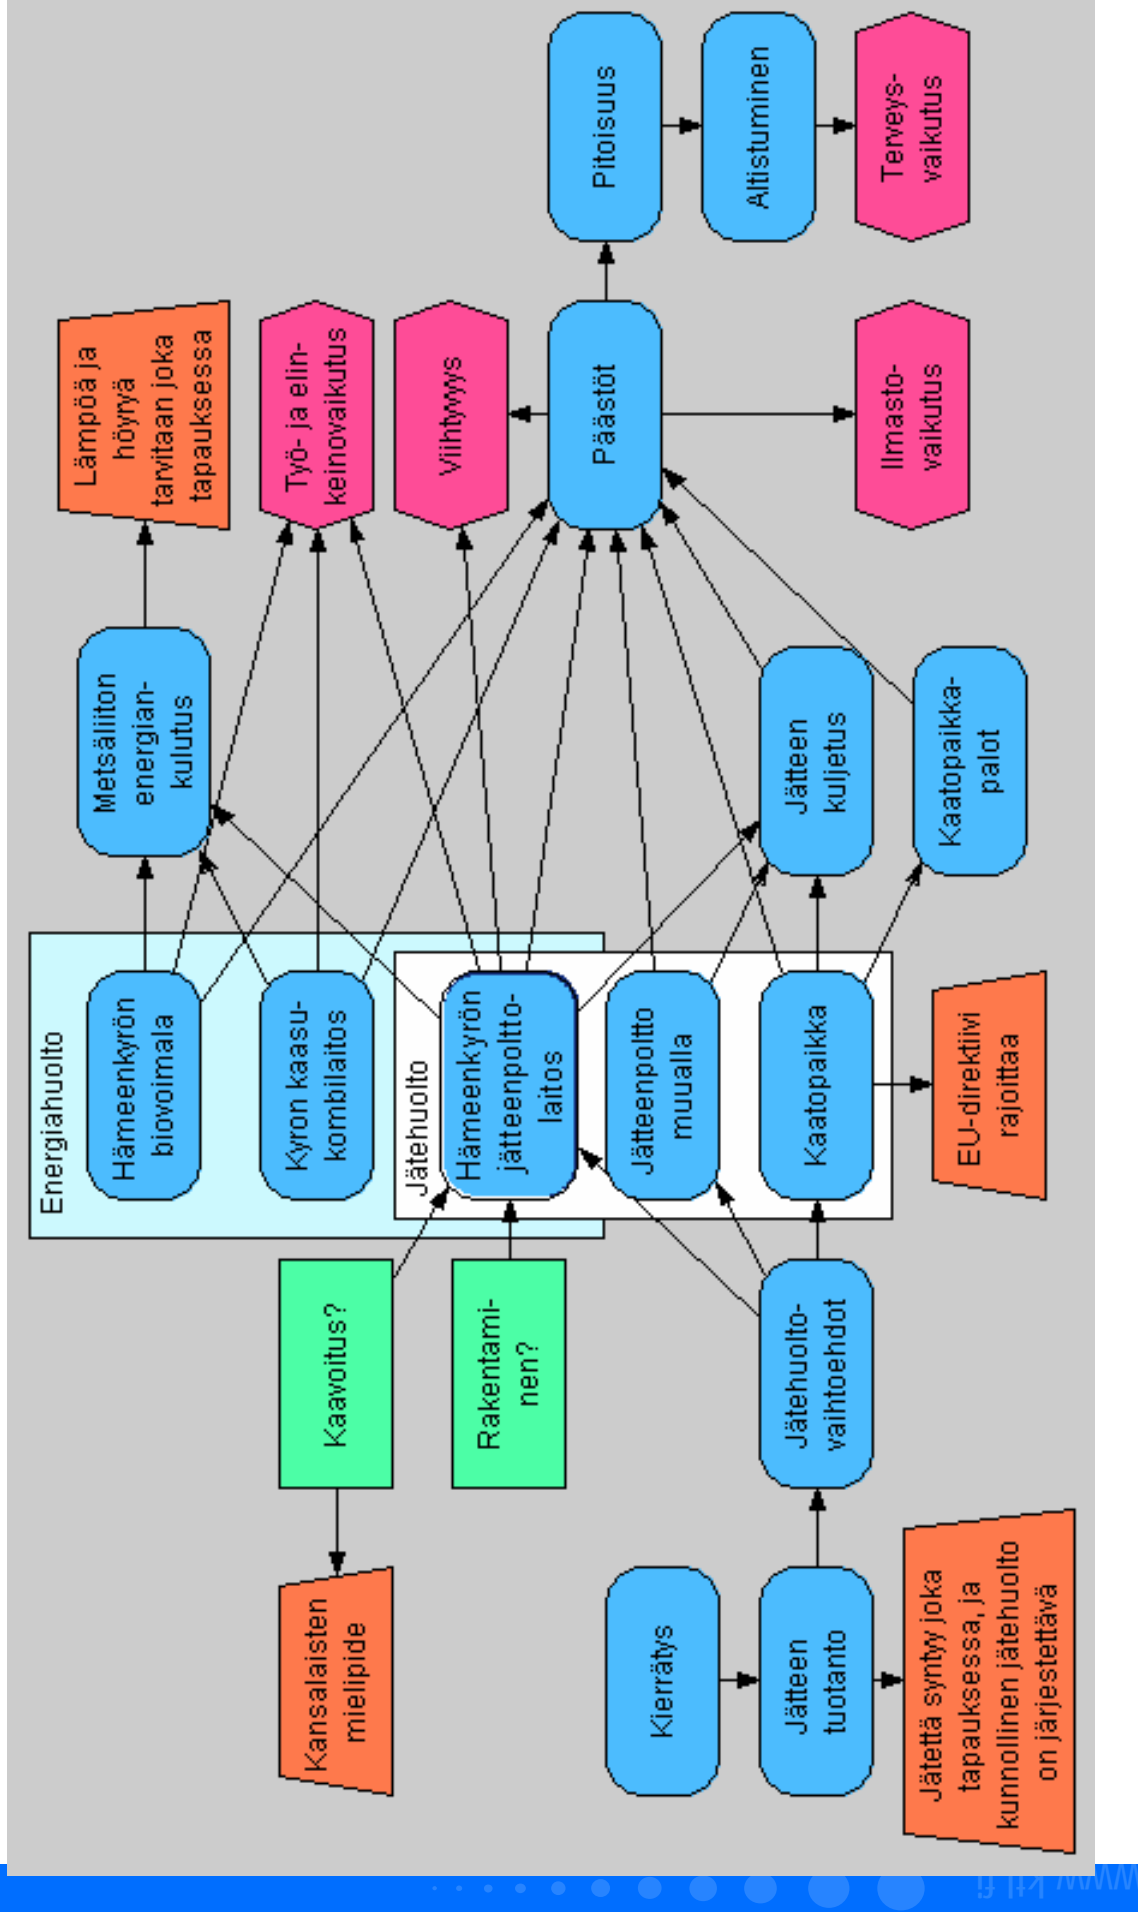 Kansalaisten
mielipide
Kaavoitus?
Rakentami-
nen?
Kierrätys
Jätteen
tuotanto
Jätettä syntyy joka
tapauksessa, ja
kunnollinen jätehuolto
on järjestettävä
Jätehuolto-
vaihtoehdot
Energiahuolto
Hämeenkyrön
biovoimala
Kyron kaasu-
kombilaitos
Jätehuolto
Hämeenkyrön
jätteenpoltto-
laitos
Jätteenpoltto
muualla
Kaatopaikka
EU-direktiivi
rajoittaa
Metsäliiton
energian-
kulutus
Jätteen
kuljetus
Kaatopaikka-
palot
Lämpöä ja
höyryä
tarvitaan joka
tapauksessa
Työ- ja elin-
keinovaikutus
Viihtyvyys
Päästöt
Ilmasto-
vaikutus
Pitoisuus
Altistuminen
Terveys-
vaikutus
www.ktl.fi